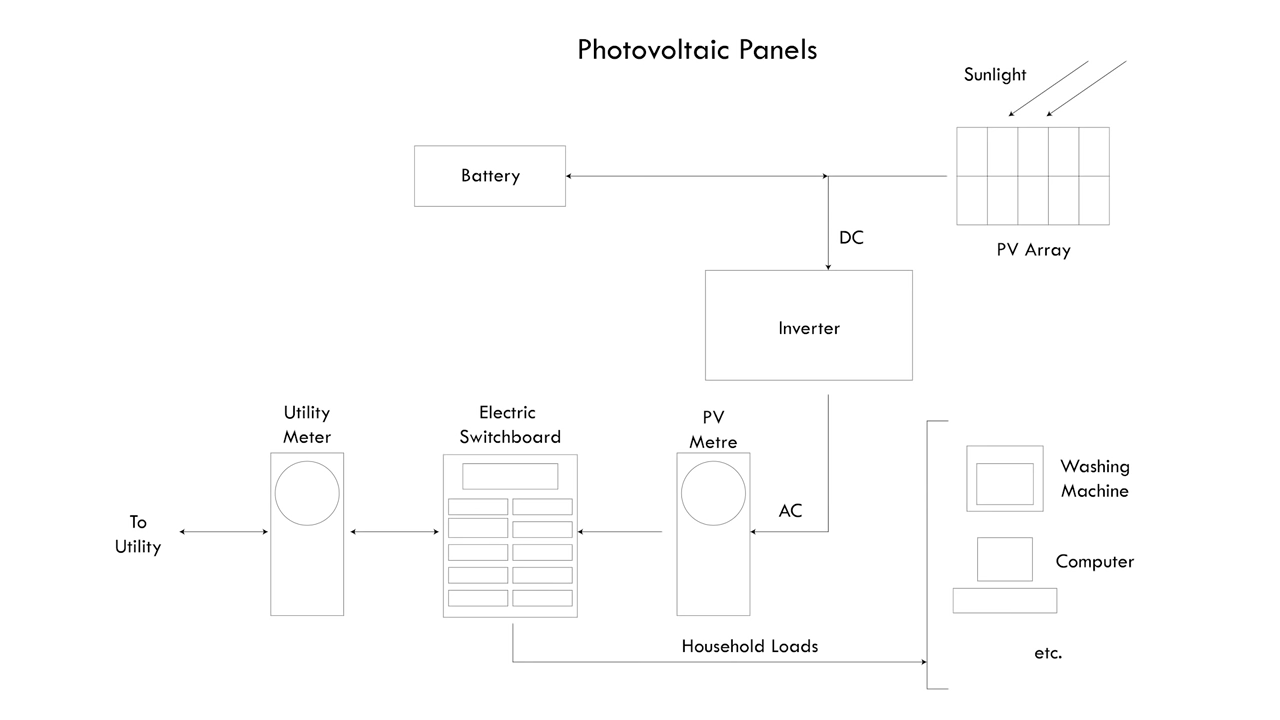 Photovoltaic Panels
Sunlight
Battery
DC
PV Array
Inverter
Utility
Meter
Electric
Switchboard
PV
Metre
Washing
Machine
AC
To
Utility
Computer
Household Loads
etc.